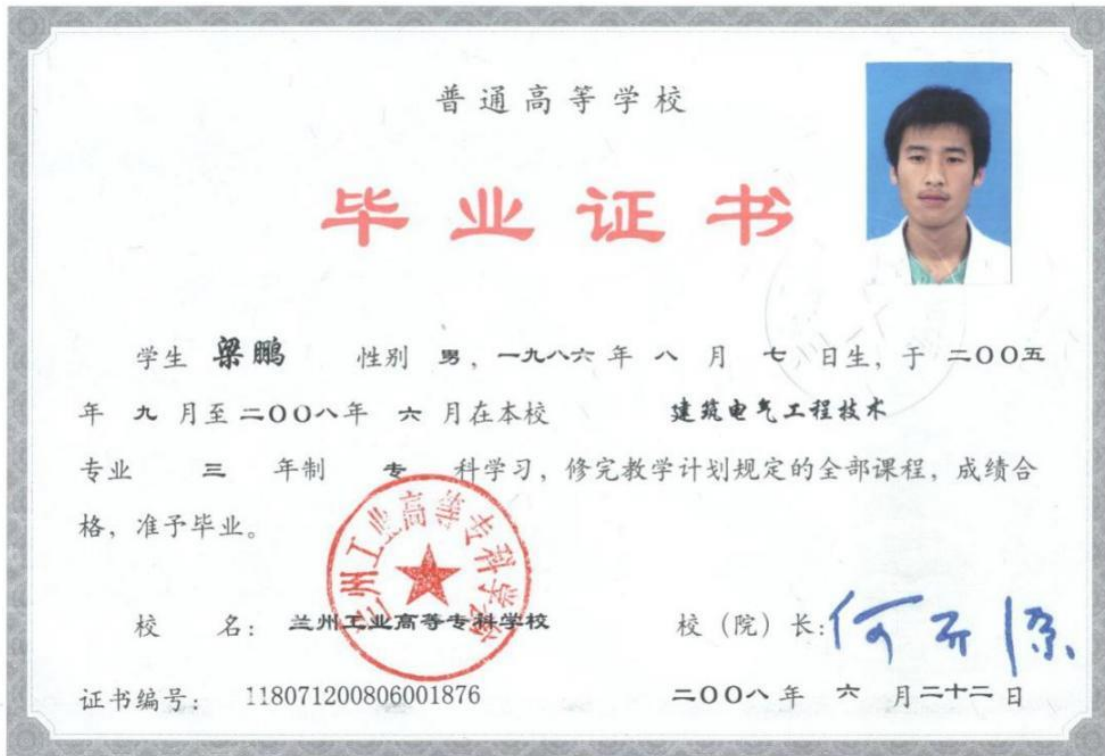 普通高等学校
毕业证书
学生 梁鹏 性别 男，一九八六年 八 月 七 日生，于 二〇〇五
年 九 月至二〇〇八年 六 月在本校 建筑电气工程技术
专业 三 年制 专 科学习，修完教学计划规定的全部课程，成绩合
格，准予毕业。
兰州工业高等专科学校
校 名： 兰州工业高等专科学校 校（院）长：
证书编号： 118071200806001876 二〇〇八年 六 月二十二日